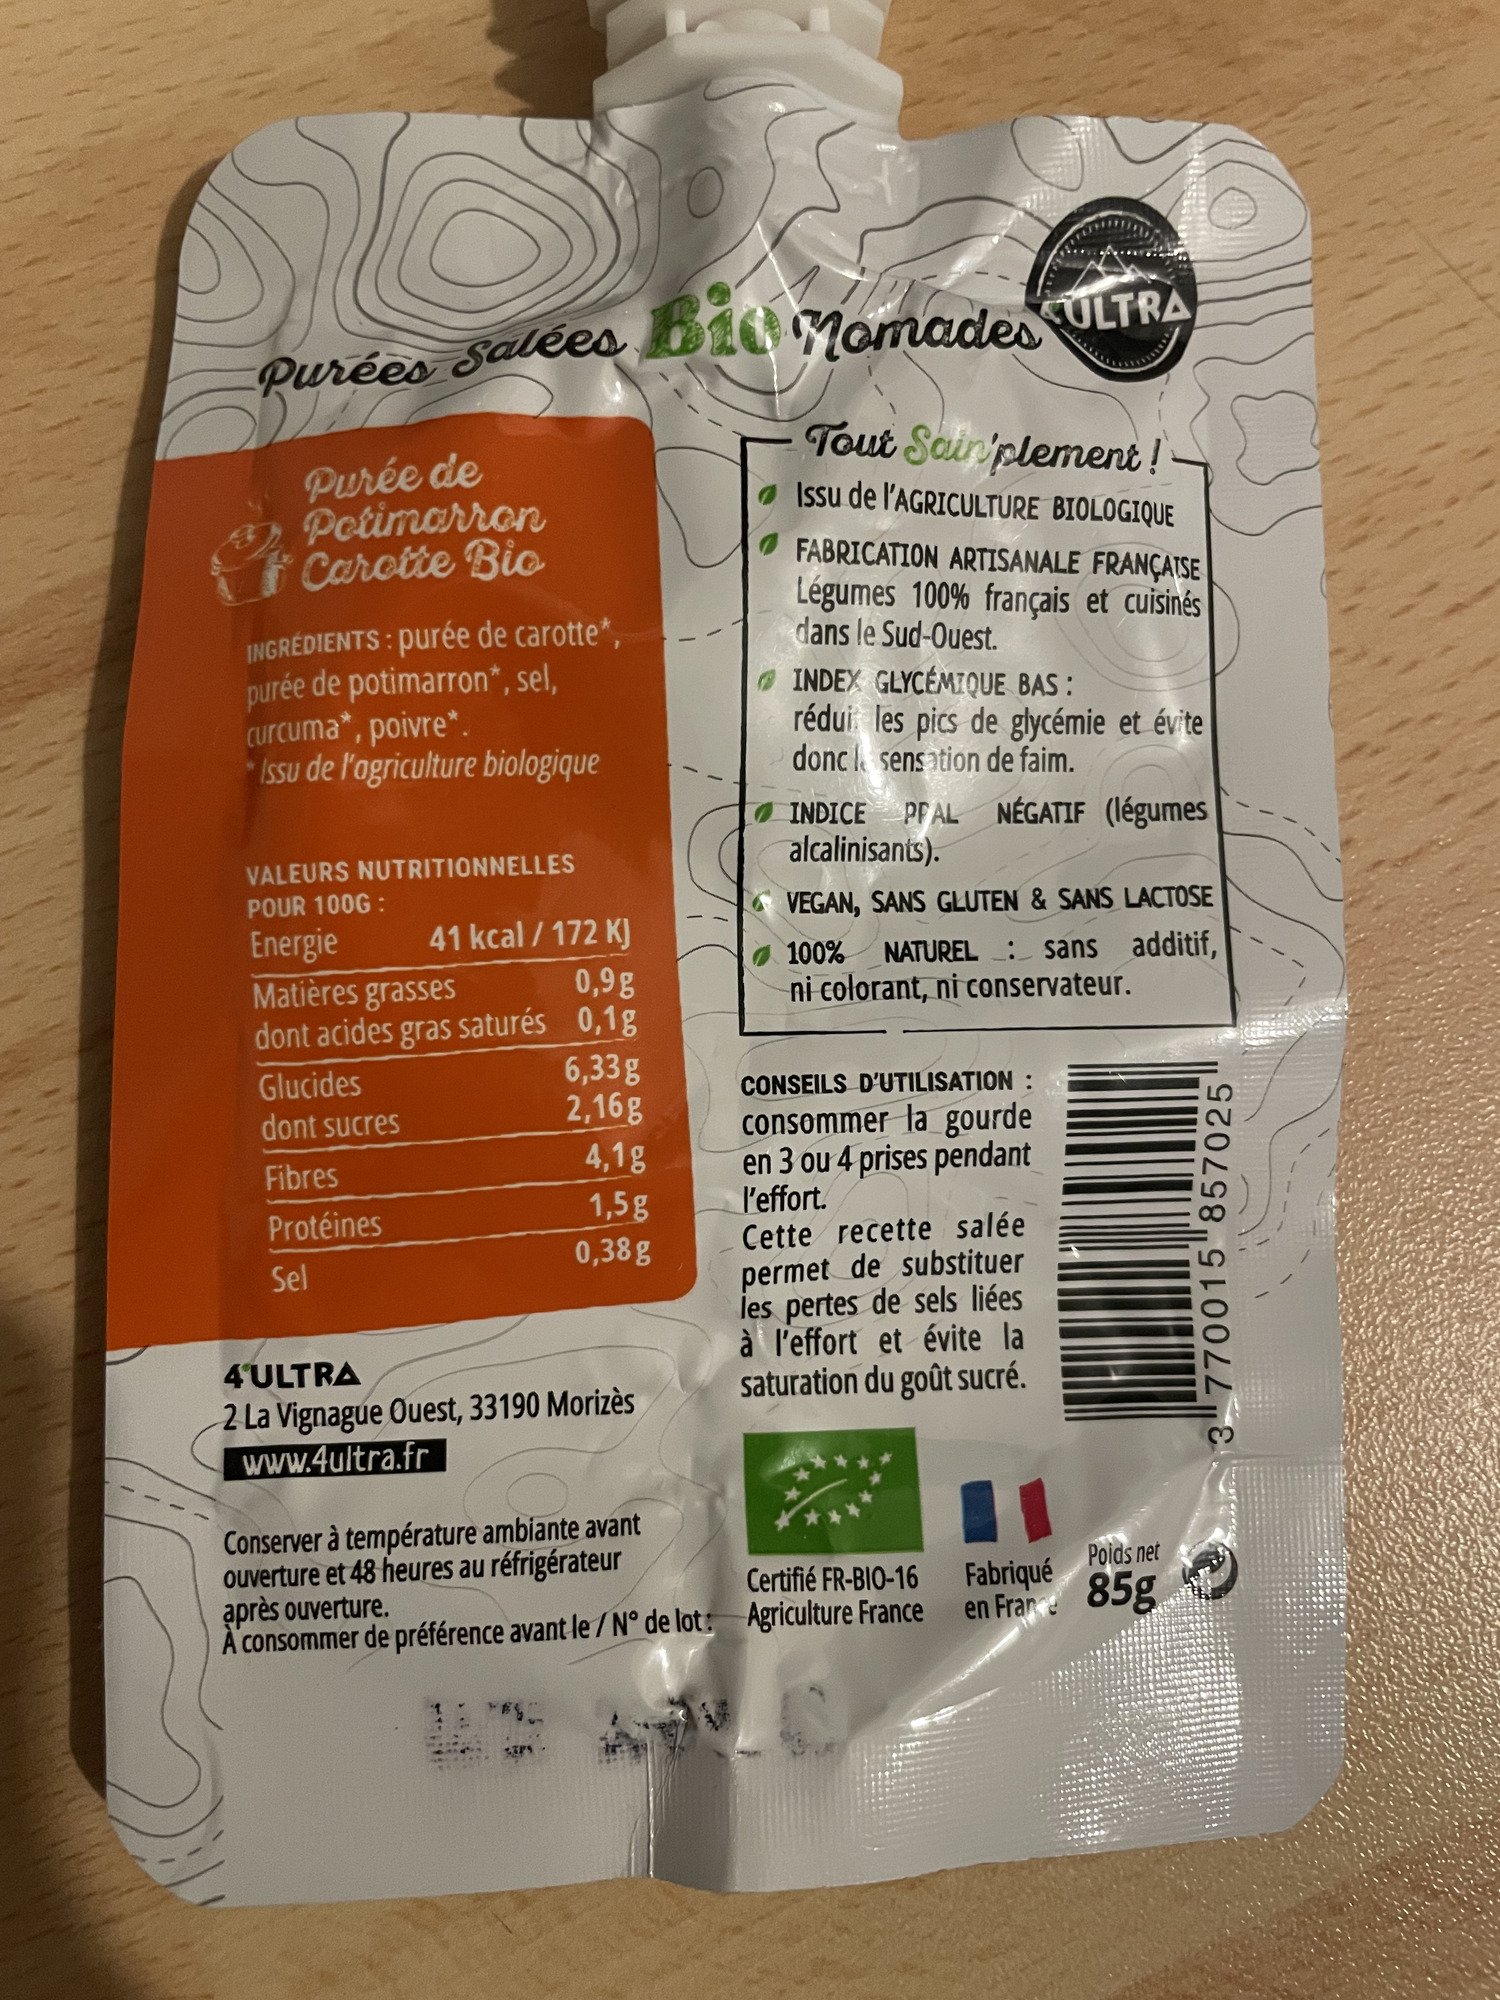 Purées Salées Bio Nomades
4ULTRA
Purée de
Potimarron
Carotte Bio
INGRÉDIENTS : purée de carotte*,
purée de potimarron*, sel,
curcuma*, poivre*.
* Issu de l'agriculture biologique
VALEURS NUTRITIONNELLES
POUR 100G :
Energie 41 kcal / 172 KJ
Matières grasses 0,9g
dont acides gras saturés 0,1g
Glucides 6,33g
dont sucres 2,16g
Fibres 4,1g
Protéines 1,5g
Sel 0,38g
4ULTRA
2 La Vignague Ouest, 33190 Morizès
www.4ultra.fr
Conserver à température ambiante avant
ouverture et 48 heures au réfrigérateur
après ouverture.
À consommer de préférence avant le / N° de lot :
Tout Sain'plement !
Issu de l'AGRICULTURE BIOLOGIQUE
FABRICATION ARTISANALE FRANÇAISE
Légumes 100% français et cuisinés
dans le Sud-Ouest.
INDEX GLYCÉMIQUE BAS :
réduit les pics de glycémie et évite
donc la sensation de faim.
INDICE PRAL NÉGATIF (légumes
alcalinisants).
VEGAN, SANS GLUTEN & SANS LACTOSE
100% NATUREL : sans additif,
ni colorant, ni conservateur.
CONSEILS D'UTILISATION :
consommer la gourde
en 3 ou 4 prises pendant
l'effort.
Cette recette salée
permet de substituer
les pertes de sels liées
à l'effort et évite la
saturation du goût sucré.
3 770015 857025
Certifié FR-BIO-16
Agriculture France
Fabriqué
en France
Poids net
85g